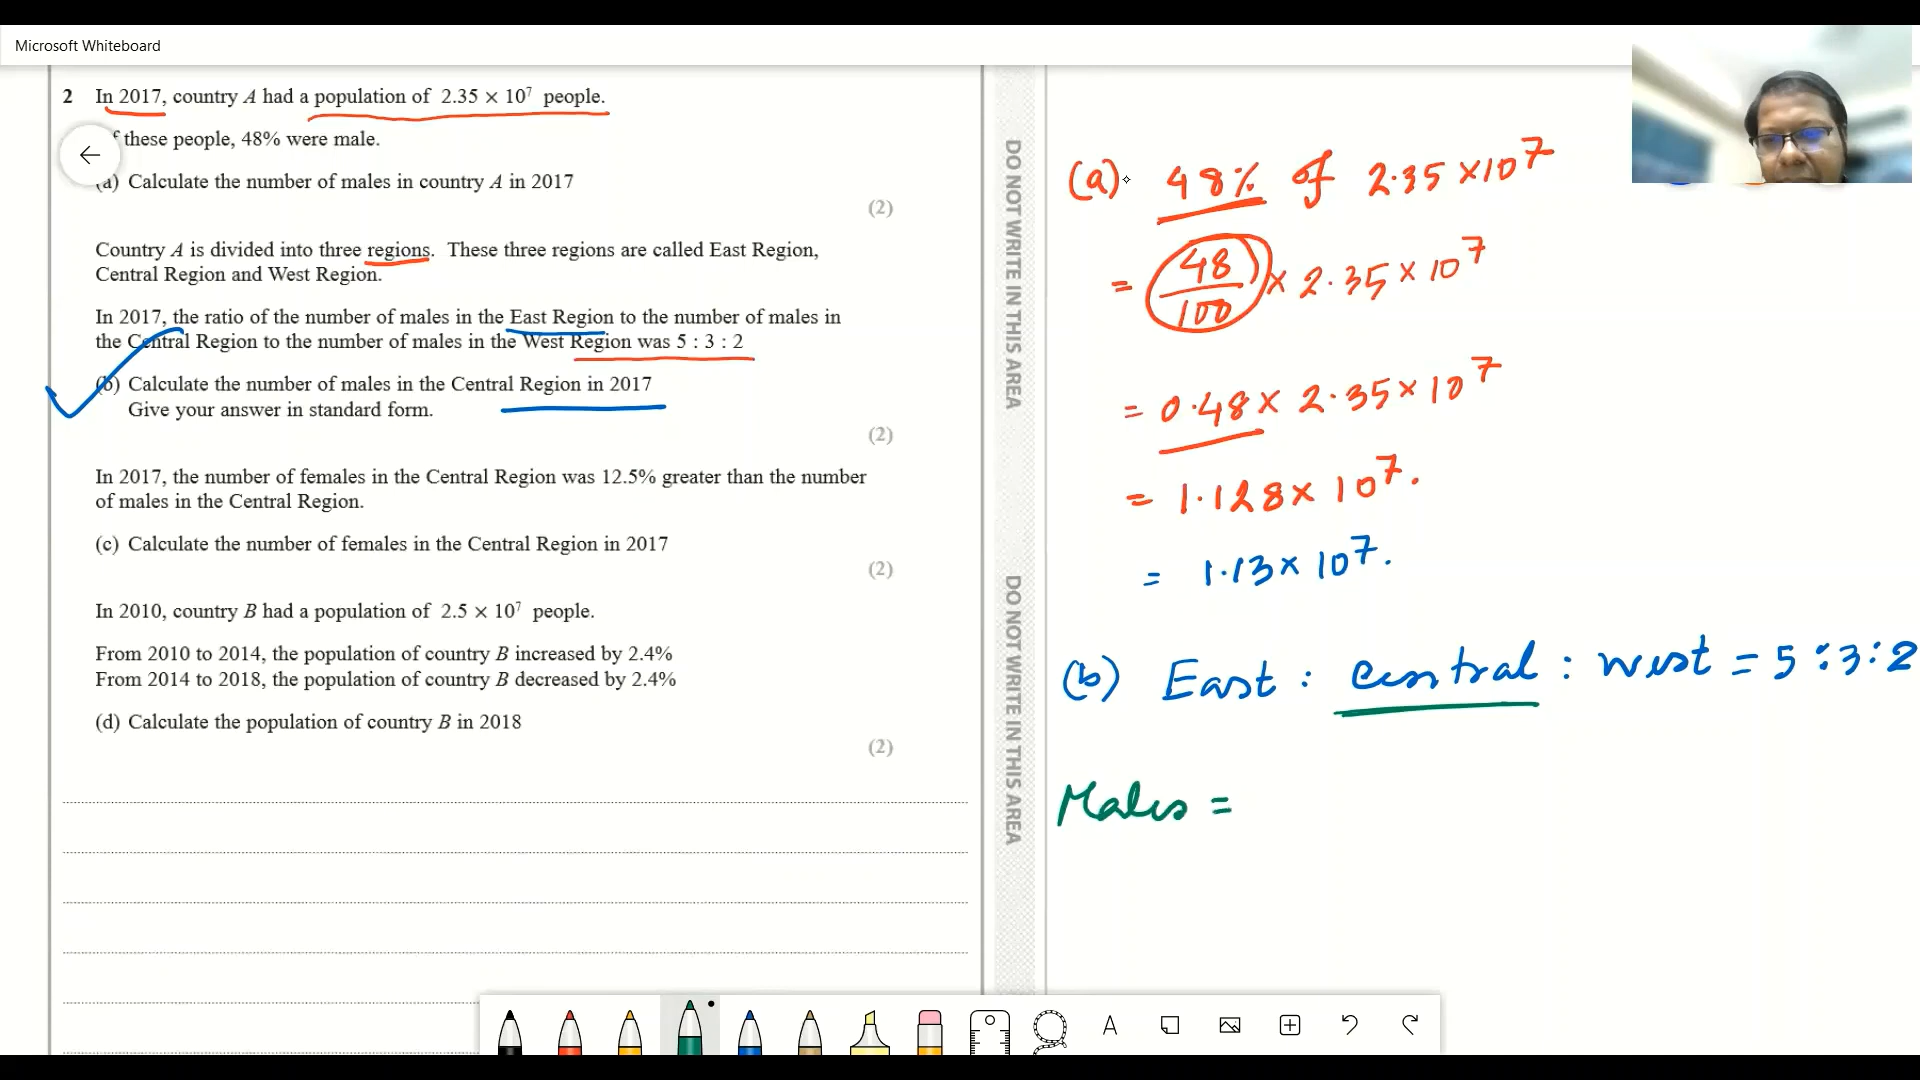 Microsoft Whiteboard
2 In 2017, country A had a population of 2.35 × 10⁷ people.
these people, 48% were male.
(a) Calculate the number of males in country A in 2017
(2)
Country A is divided into three regions. These three regions are called East Region,
Central Region and West Region.
In 2017, the ratio of the number of males in the East Region to the number of males in
the Central Region to the number of males in the West Region was 5 : 3 : 2
(b) Calculate the number of males in the Central Region in 2017
Give your answer in standard form.
(2)
In 2017, the number of females in the Central Region was 12.5% greater than the number
of males in the Central Region.
(c) Calculate the number of females in the Central Region in 2017
(2)
In 2010, country B had a population of 2.5 × 10⁷ people.
From 2010 to 2014, the population of country B increased by 2.4%
From 2014 to 2018, the population of country B decreased by 2.4%
(d) Calculate the population of country B in 2018
(2)
DO NOT WRITE IN THIS AREA
DO NOT WRITE IN THIS AREA
(a) 48% of 2.35 × 10⁷
= 48/100 × 2.35 × 10⁷
= 0.48 × 2.35 × 10⁷
= 1.128 × 10⁷.
= 1.13 × 10⁷.
(b) East : central : west = 5 : 3 : 2
Males =
A